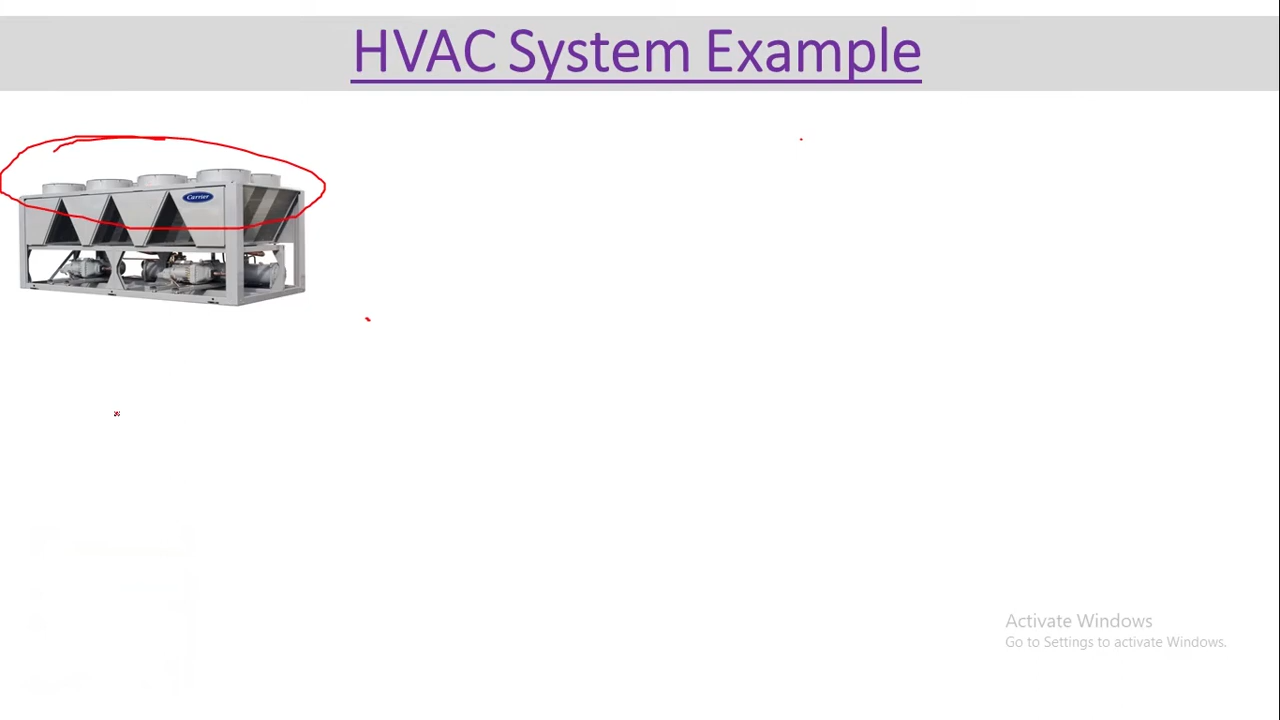 HVAC System Example
Carrier
Activate Windows
Go to Settings to activate Windows.